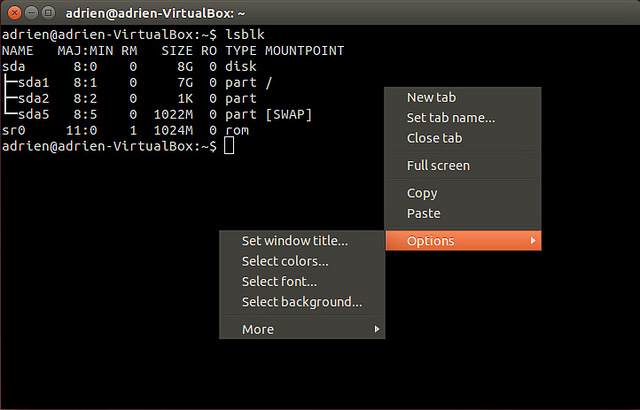 adrien@adrien-VirtualBox: ~
adrien@adrien-VirtualBox:~$ lsblk
NAME   MAJ:MIN RM   SIZE RO TYPE MOUNTPOINT
sda      8:0    0     8G  0 disk
├─sda1   8:1    0     7G  0 part /
├─sda2   8:2    0     1K  0 part
└─sda5   8:5    0  1022M  0 part [SWAP]
sr0     11:0    1  1024M  0 rom
adrien@adrien-VirtualBox:~$
New tab
Set tab name...
Close tab
Full screen
Copy
Paste
Options
Set window title...
Select colors...
Select font...
Select background...
More